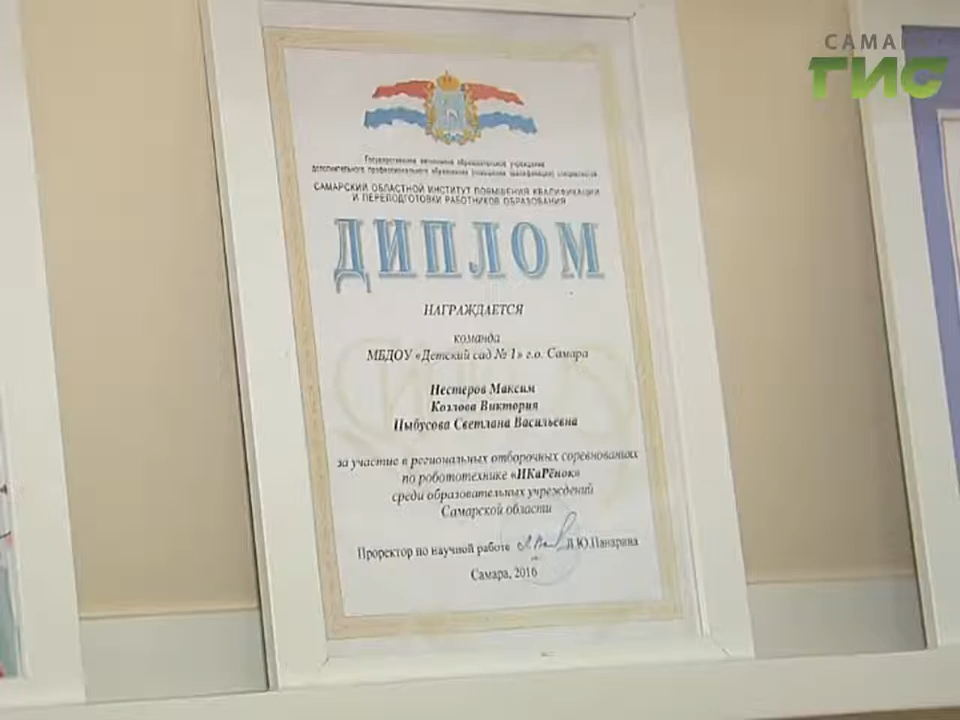 САМАРА
ГИС
Государственное автономное образовательное учреждение
дополнительного профессионального образования (повышения квалификации) специалистов
САМАРСКИЙ ОБЛАСТНОЙ ИНСТИТУТ ПОВЫШЕНИЯ КВАЛИФИКАЦИИ
И ПЕРЕПОДГОТОВКИ РАБОТНИКОВ ОБРАЗОВАНИЯ
ДИПЛОМ
НАГРАЖДАЕТСЯ
команда
МБДОУ «Детский сад № 1» г.о. Самара
Нестеров Максим
Козлова Виктория
Цыбусова Светлана Васильевна
за участие в региональных отборочных соревнованиях
по робототехнике «ИКаРёнок»
среди образовательных учреждений
Самарской области
Проректор по научной работе Л.Ю.Панарина
Самара, 2016